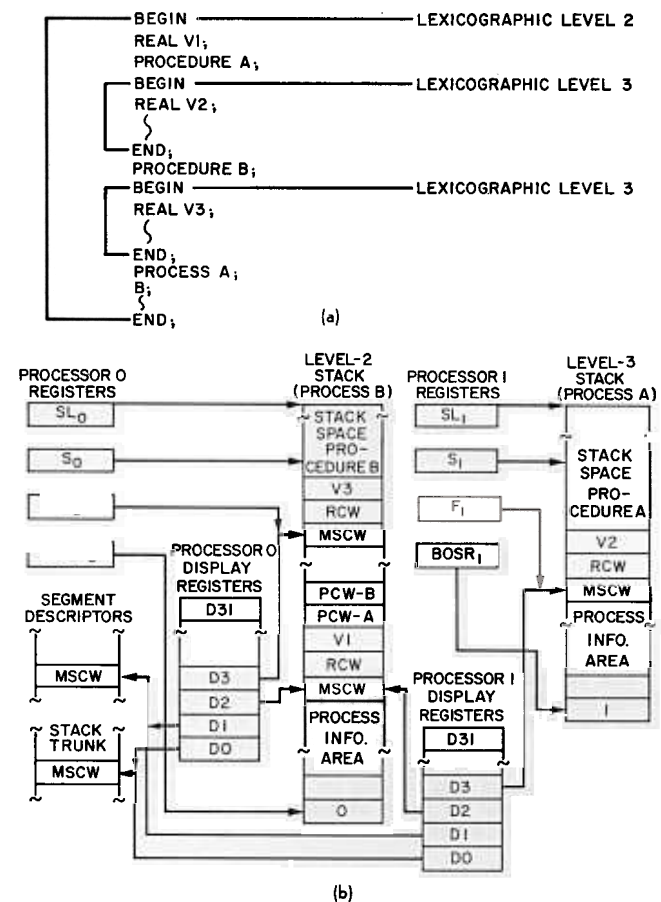 BEGIN LEXICOGRAPHIC LEVEL 2
REAL V1;
PROCEDURE A;
BEGIN LEXICOGRAPHIC LEVEL 3
REAL V2;
END;
PROCEDURE B;
BEGIN LEXICOGRAPHIC LEVEL 3
REAL V3;
END;
PROCESS A;
B;
END;
(a)
PROCESSOR 0
REGISTERS
SL0
S0
LEVEL-2
STACK
(PROCESS B)
STACK
SPACE
PRO-
CEDURE B
V3
RCW
MSCW
PCW-B
PCW-A
V1
RCW
MSCW
PROCESS
INFO.
AREA
0
PROCESSOR 0
DISPLAY
REGISTERS
D31
D3
D2
D1
D0
SEGMENT
DESCRIPTORS
MSCW
STACK
TRUNK
MSCW
PROCESSOR 1
REGISTERS
SL1
S1
F1
BOSR1
LEVEL-3
STACK
(PROCESS A)
STACK
SPACE
PRO-
CEDURE A
V2
RCW
MSCW
PROCESS
INFO.
AREA
1
PROCESSOR 1
DISPLAY
REGISTERS
D31
D3
D2
D1
D0
(b)